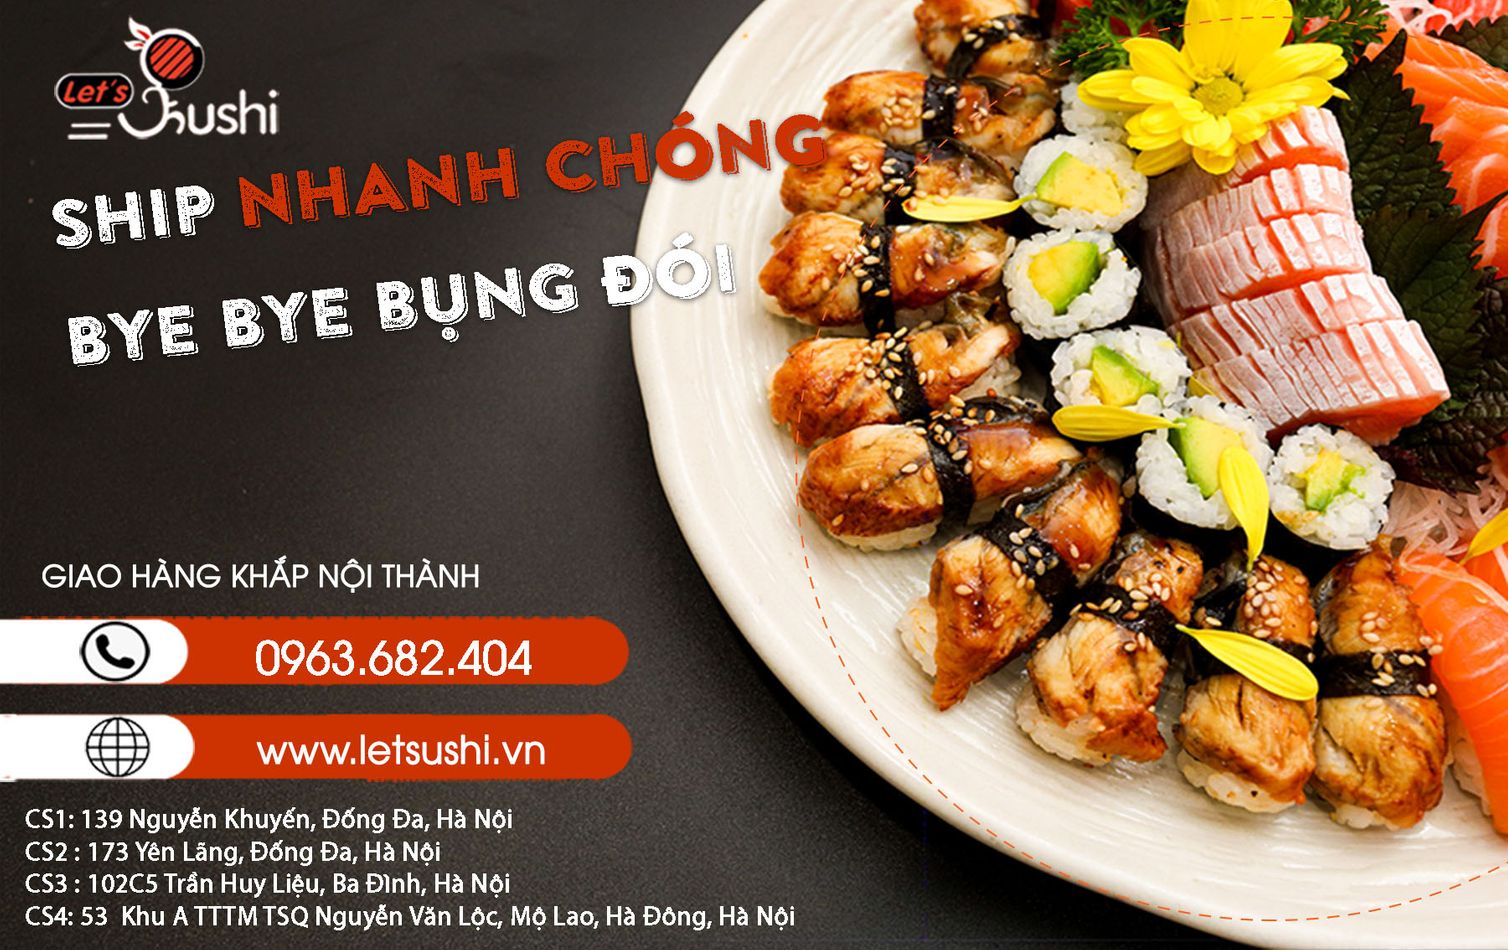 Let's Sushi
SHIP NHANH CHÓNG
BYE BYE BỤNG ĐÓI
GIAO HÀNG KHẮP NỘI THÀNH
0963.682.404
www.letsushi.vn
CS1: 139 Nguyễn Khuyến, Đống Đa, Hà Nội
CS2 : 173 Yên Lãng, Đống Đa, Hà Nội
CS3 : 102C5 Trần Huy Liệu, Ba Đình, Hà Nội
CS4: 53 Khu A TTTM TSQ Nguyễn Văn Lộc, Mộ Lao, Hà Đông, Hà Nội